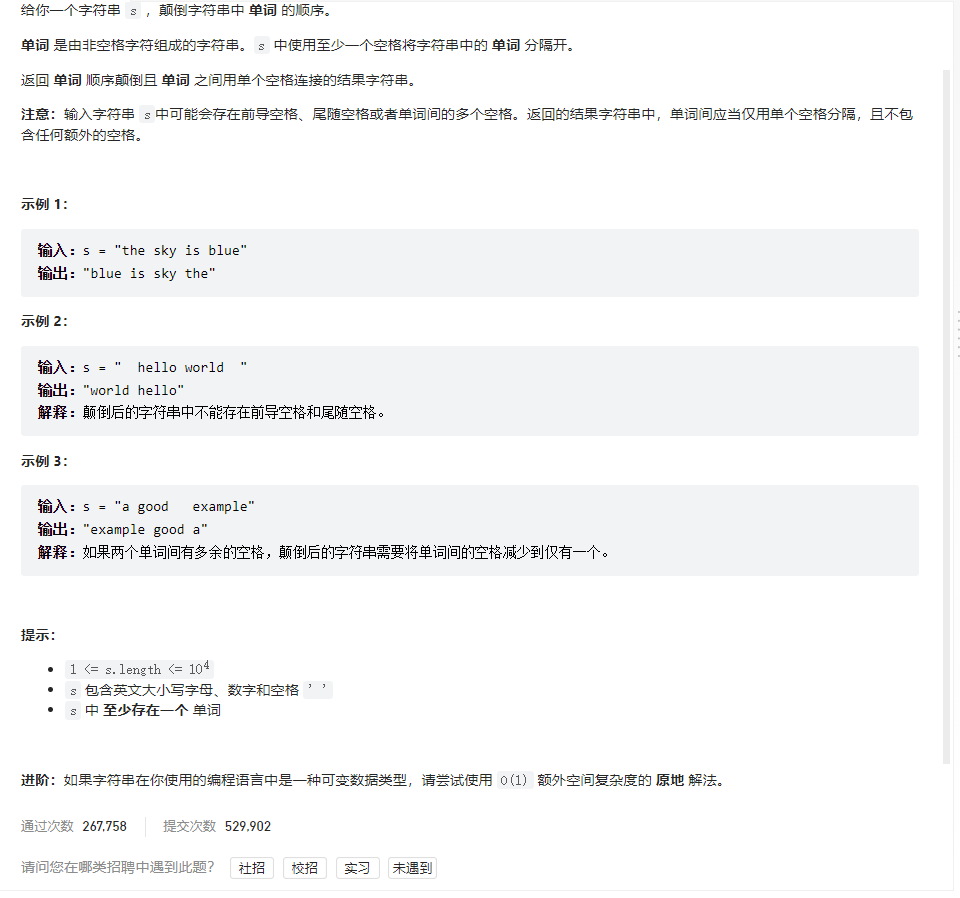 给你一个字符串 s ，颠倒字符串中 单词 的顺序。
单词 是由非空格字符组成的字符串。s 中使用至少一个空格将字符串中的 单词 分隔开。
返回 单词 顺序颠倒且 单词 之间用单个空格连接的结果字符串。
注意：输入字符串 s 中可能会存在前导空格、尾随空格或者单词间的多个空格。返回的结果字符串中，单词间应当仅用单个空格分隔，且不包
含任何额外的空格。
示例 1：
输入：s = "the sky is blue"
输出："blue is sky the"
示例 2：
输入：s = "  hello world  "
输出："world hello"
解释：颠倒后的字符串中不能存在前导空格和尾随空格。
示例 3：
输入：s = "a good   example"
输出："example good a"
解释：如果两个单词间有多余的空格，颠倒后的字符串需要将单词间的空格减少到仅有一个。
提示：
1 <= s.length <= 10⁴
s 包含英文大小写字母、数字和空格 ' '
s 中 至少存在一个 单词
进阶：如果字符串在你使用的编程语言中是一种可变数据类型，请尝试使用 O(1) 额外空间复杂度的 原地 解法。
通过次数 267,758 提交次数 529,902
请问您在哪类招聘中遇到此题？ 社招 校招 实习 未遇到